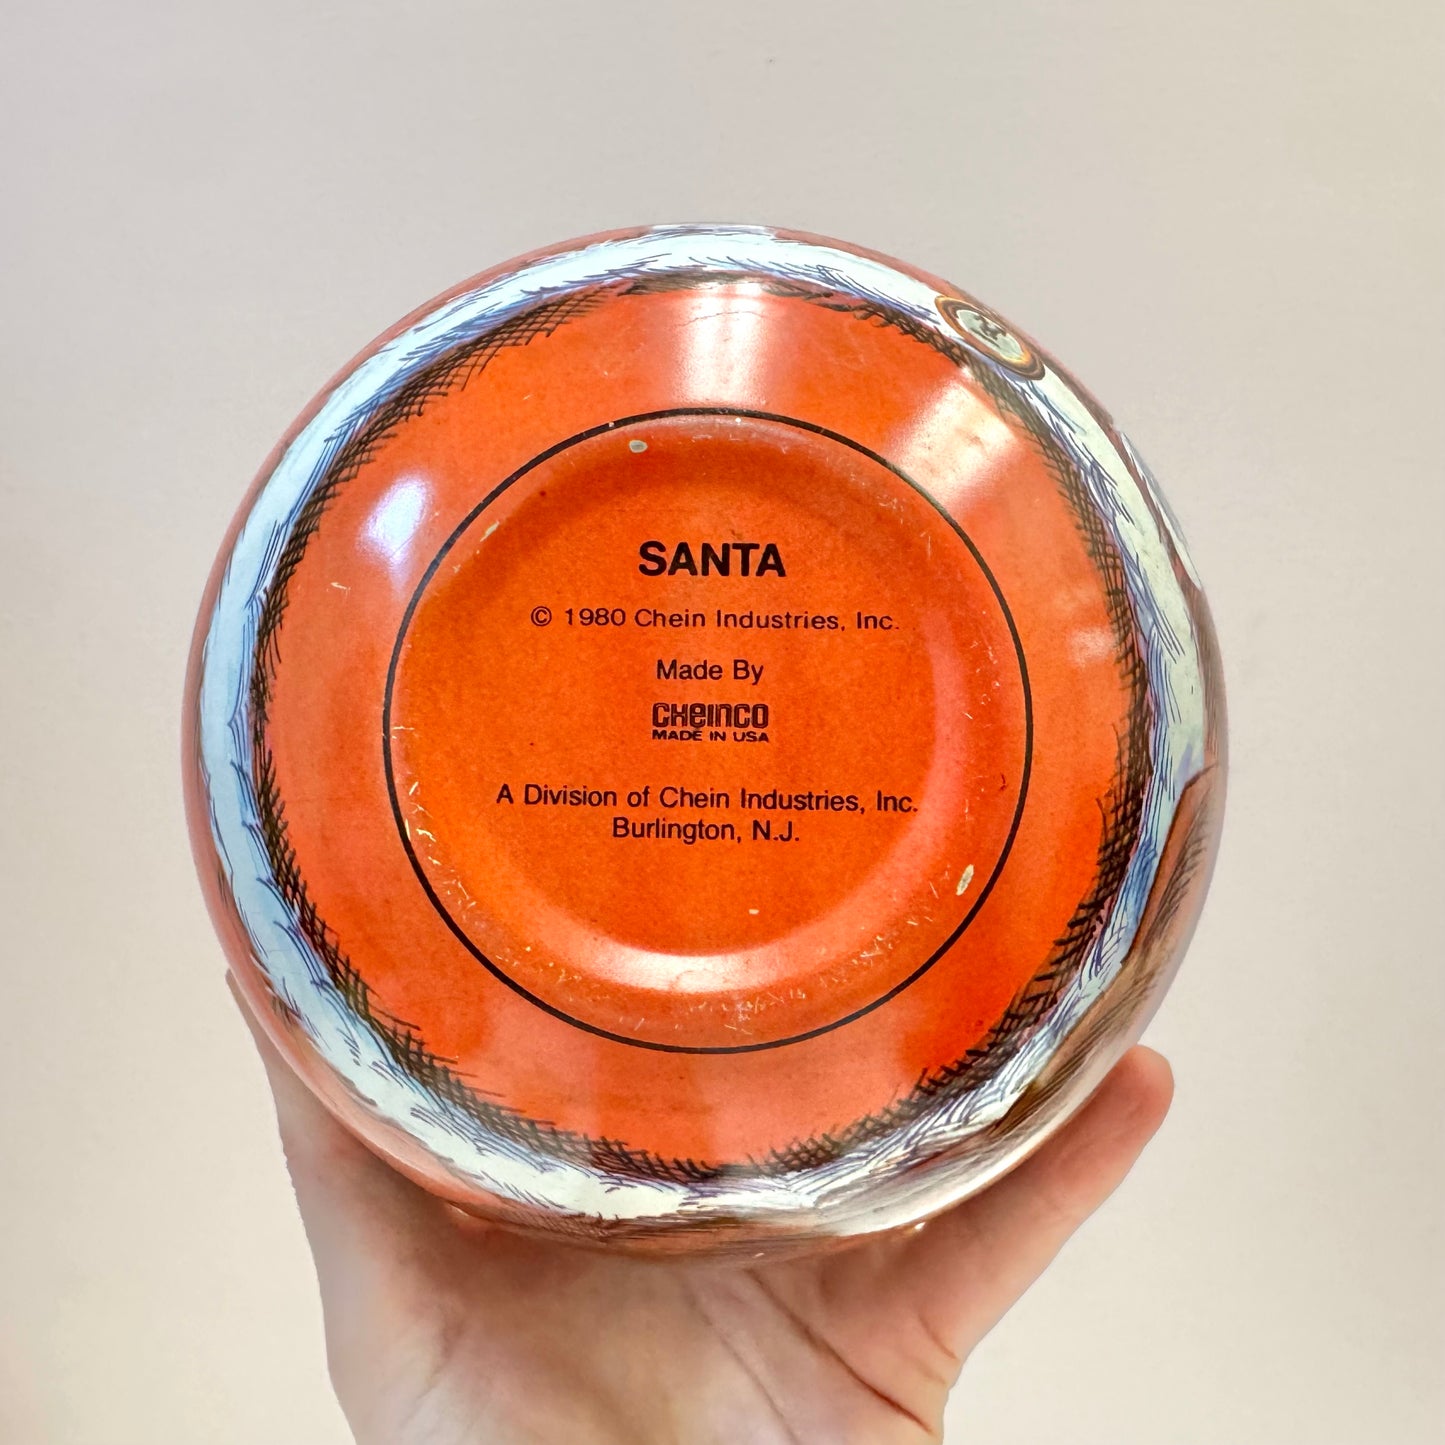 SANTA
© 1980 Chein Industries, Inc.
Made By
CHeINCO
MADE IN USA
A Division of Chein Industries, Inc.
Burlington, N.J.